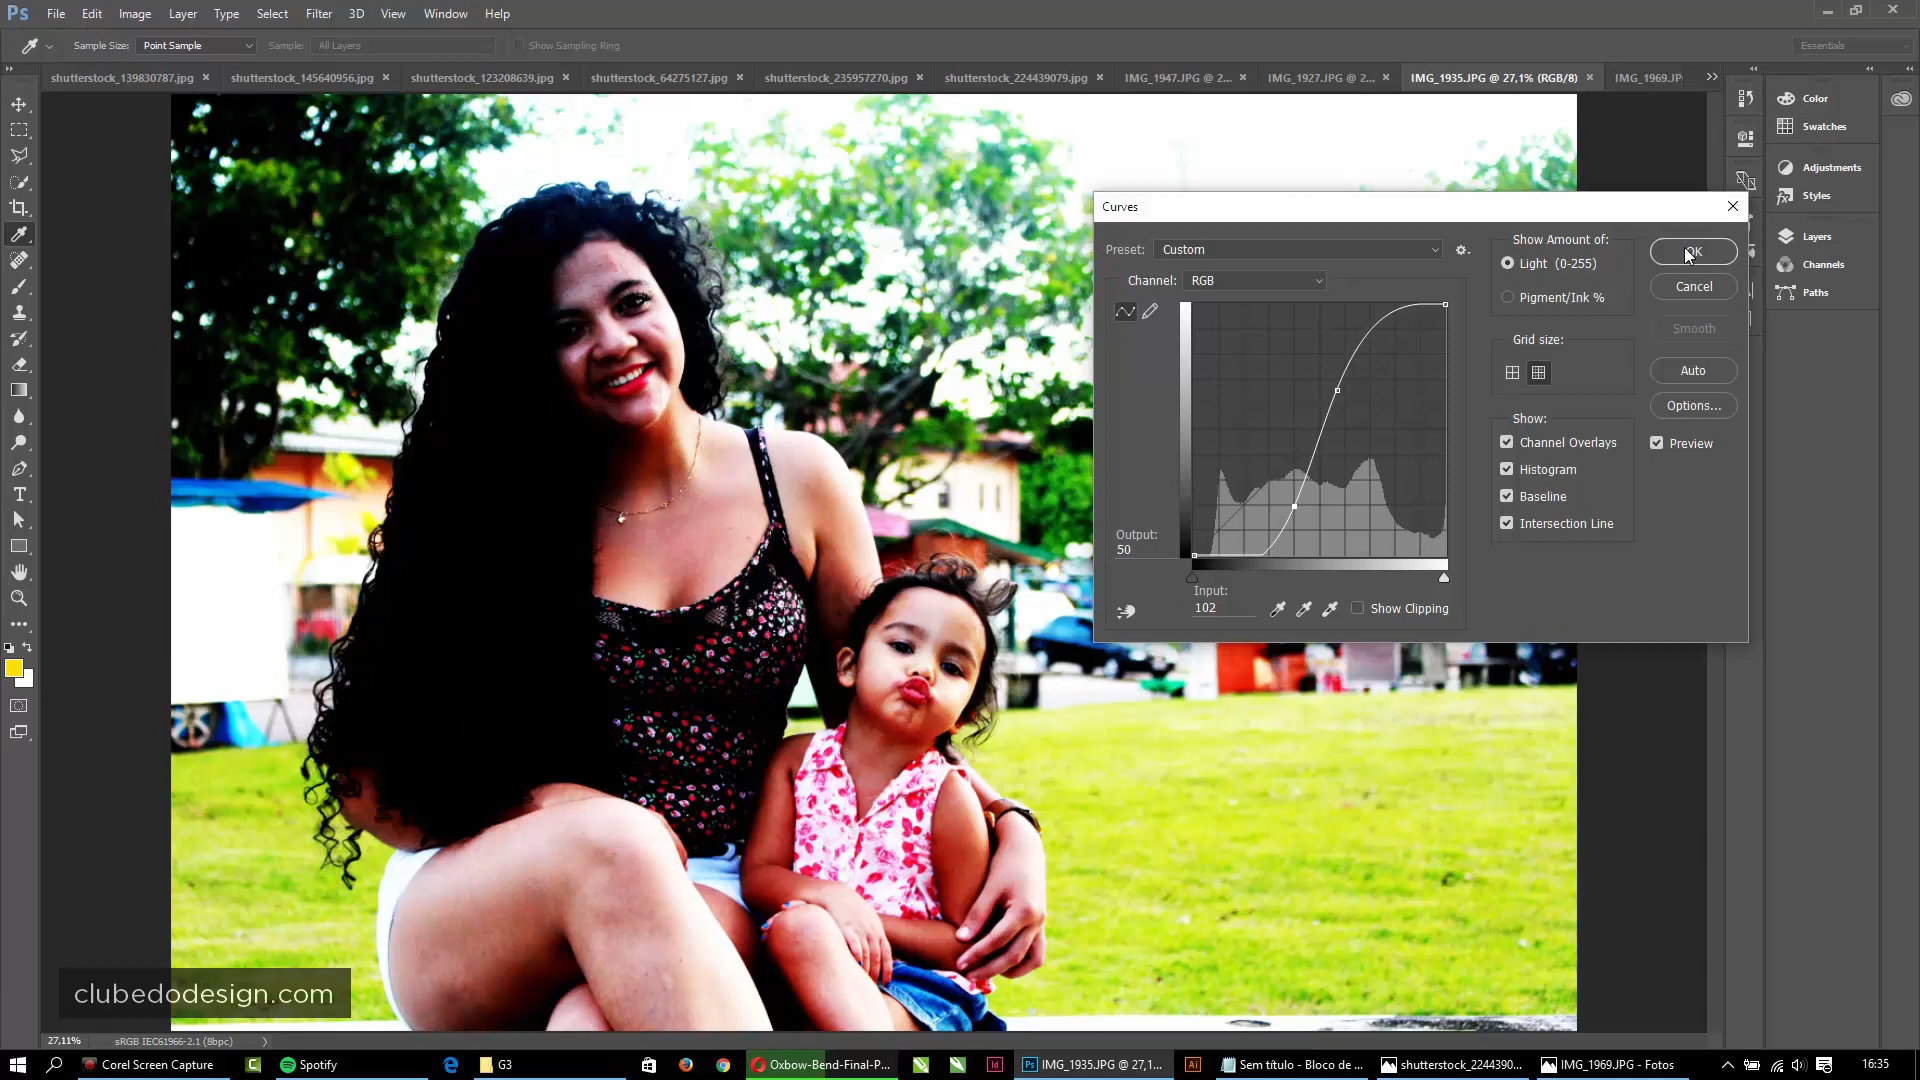 Ps File Edit Image Layer Type Select Filter 3D View Window Help
Sample Size: Point Sample Sample: All Layers Show Sampling Ring Essentials
shutterstock_139830787.jpg shutterstock_145640956.jpg shutterstock_123208639.jpg shutterstock_64275127.jpg shutterstock_235957270.jpg shutterstock_224439079.jpg IMG_1947.JPG @ 2... IMG_1927.JPG @ 2... IMG_1935.JPG @ 27,1% (RGB/8) IMG_1969.JP
Color
Swatches
Adjustments
Styles
Layers
Channels
Paths
Curves
Preset: Custom
Channel: RGB
Output:
50
Input:
102
Show Clipping
Show Amount of:
Light (0-255)
Pigment/Ink %
Grid size:
Show:
Channel Overlays
Histogram
Baseline
Intersection Line
OK
Cancel
Smooth
Auto
Options...
Preview
clubedodesign.com
27,11% sRGB IEC61966-2.1 (8bpc)
Corel Screen Capture Spotify G3 Oxbow-Bend-Final-P... Id Ps IMG_1935.JPG @ 27,1... Ai Sem título - Bloco de ... shutterstock_2244390... IMG_1969.JPG - Fotos 16:35